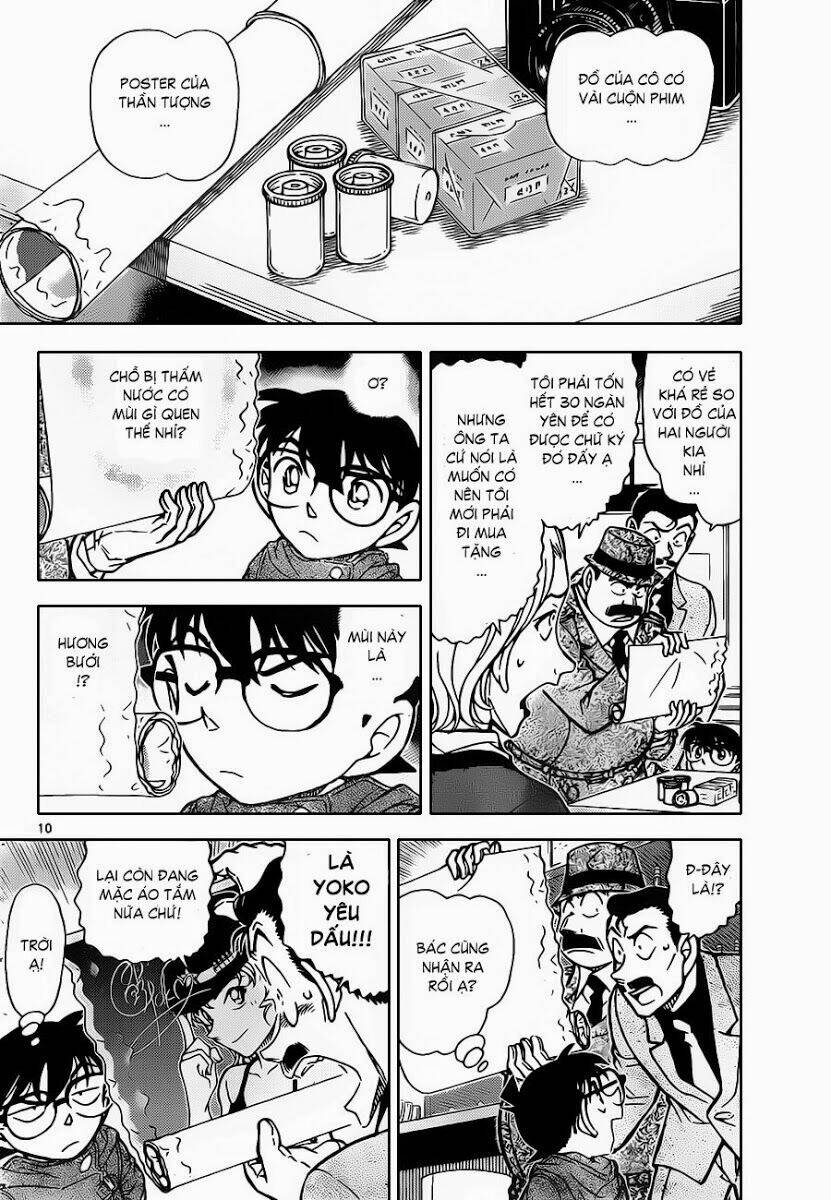 ĐỒ CỦA CÔ CÓ
VÀI CUỘN PHIM
...
POSTER CỦA
THẦN TƯỢNG
...
CÓ VẺ
KHÁ RẺ SO
VỚI ĐỒ CỦA
HAI NGƯỜI
KIA
NHỈ
...
TÔI PHẢI TỐN
HẾT 30 NGÀN
YÊN ĐỂ CÓ
ĐƯỢC CHỮ KÝ
ĐÓ ĐẤY Ạ
...
NHƯNG
ÔNG TA
CỨ NÓI LÀ
MUỐN CÓ
NÊN TÔI
MỚI PHẢI
ĐI MUA
TẶNG
...
Ơ?
CHỖ BỊ THẤM
NƯỚC CÓ
MÙI GÌ QUEN
THẾ NHỈ?
MÙI NÀY
LÀ
...
HƯƠNG
BƯỞI
!?
10
Đ-ĐÂY
LÀ!?
BÁC CŨNG
NHẬN RA
RỒI Ạ?
LÀ
YOKO
YÊU
DẤU!!!
LẠI CÒN ĐANG
MẶC ÁO TẮM
NỮA CHỨ!
TRỜI
Ạ!